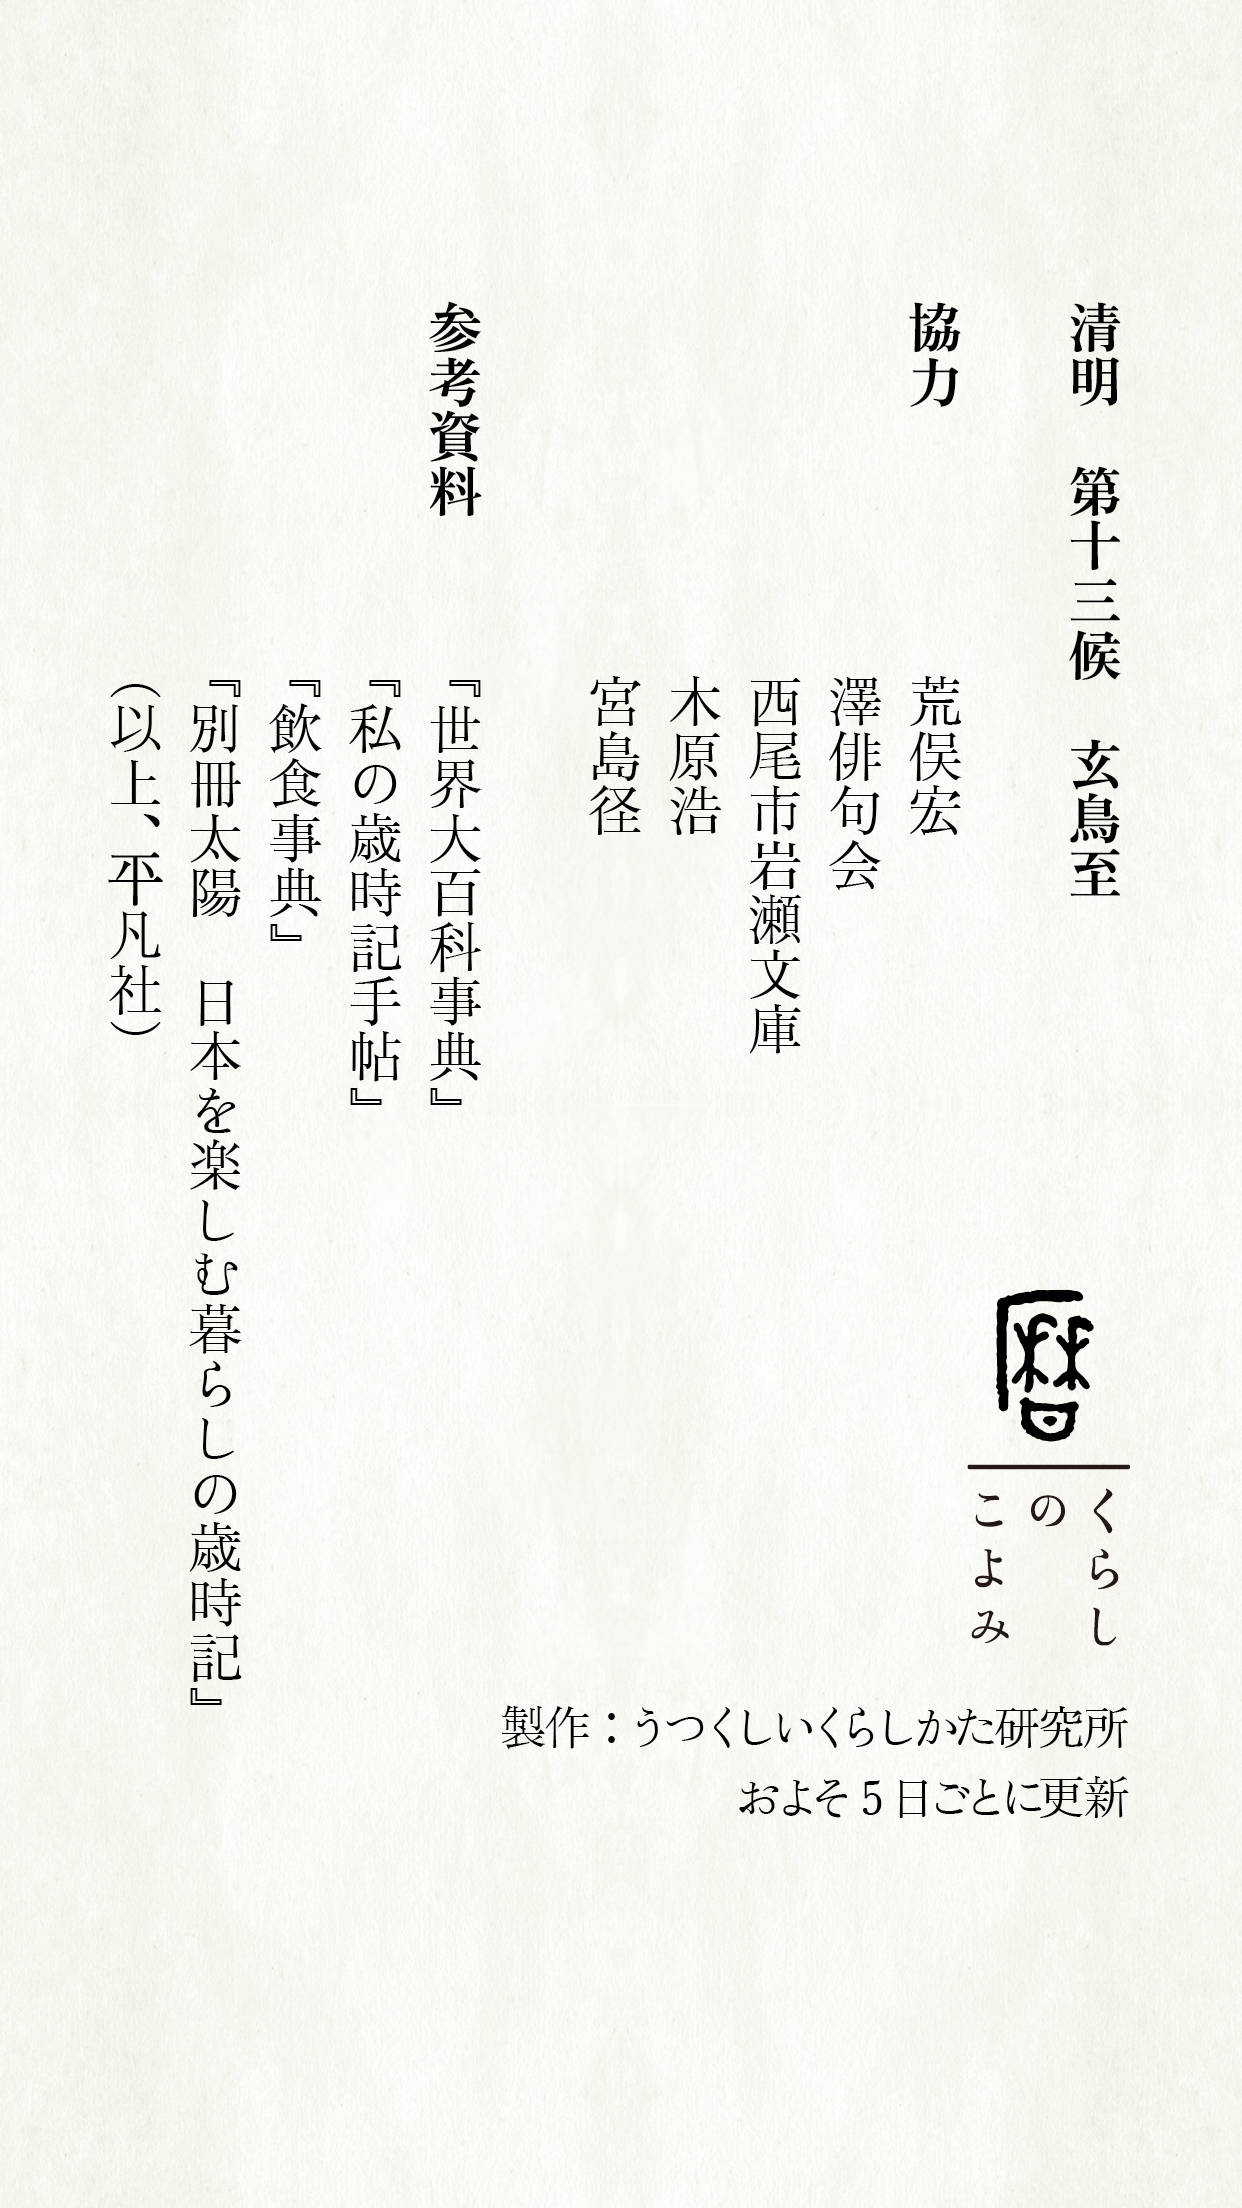 清明　第十三候　玄鳥至
協力
荒俣宏
澤俳句会
西尾市岩瀬文庫
木原浩
宮島径
参考資料
『世界大百科事典』
『私の歳時記手帖』
『飲食事典』
『別冊太陽　日本を楽しむ暮らしの歳時記』
（以上、平凡社）
暦
くらし
の
こよみ
製作：うつくしいくらしかた研究所
およそ5日ごとに更新